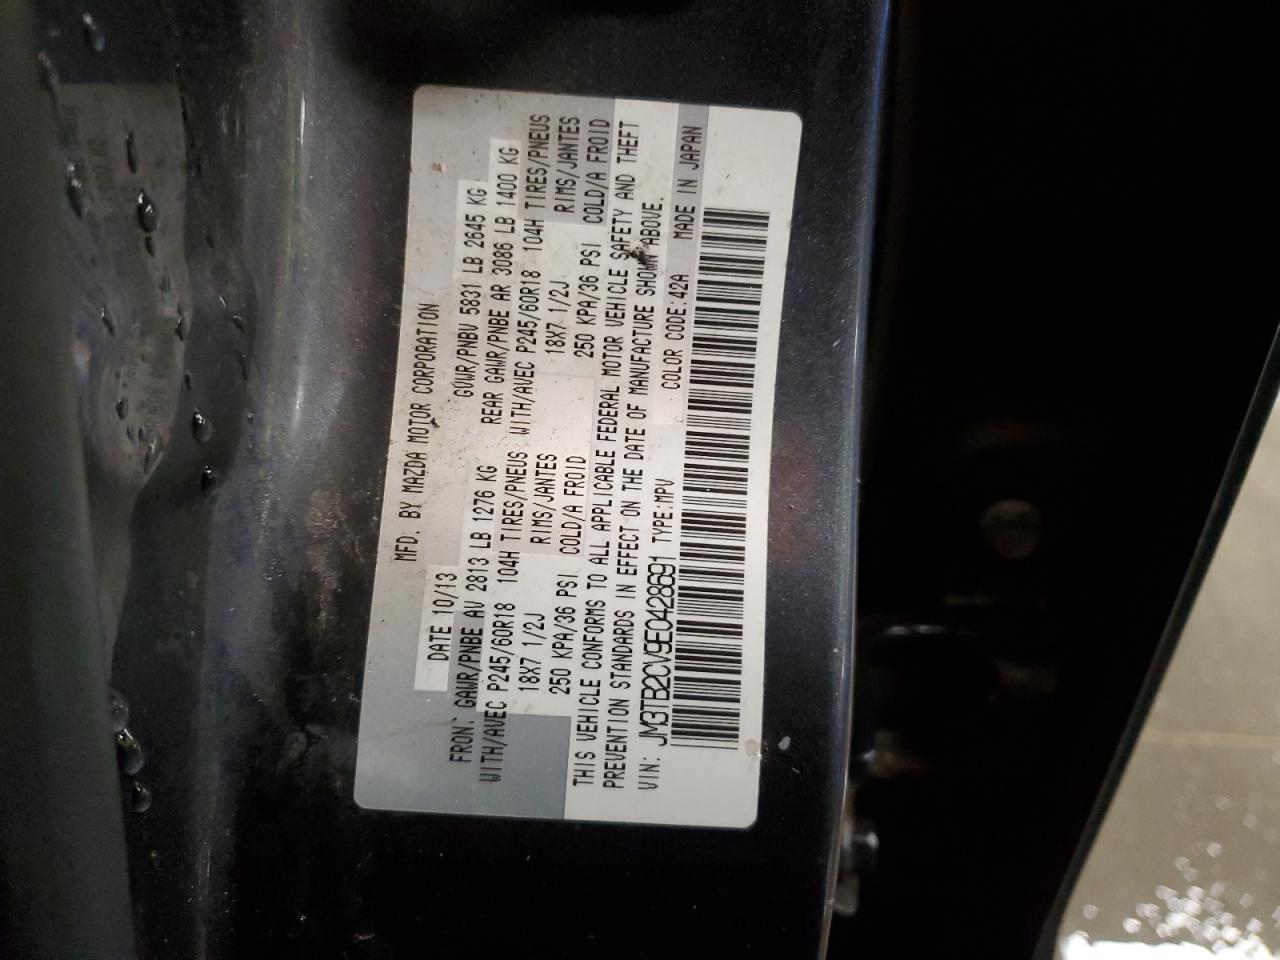 MFD. BY MAZDA MOTOR CORPORATION
DATE 10/13 GVWR/PNBV 5831 LB 2645 KG
FRONT GAWR/PNBE AV 2813 LB 1276 KG REAR GAWR/PNBE AR 3086 LB 1400 KG
WITH/AVEC P245/60R18 104H TIRES/PNEUS WITH/AVEC P245/60R18 104H TIRES/PNEUS
18X7 1/2J RIMS/JANTES 18X7 1/2J RIMS/JANTES
250 KPA/36 PSI COLD/A FROID 250 KPA/36 PSI COLD/A FROID
THIS VEHICLE CONFORMS TO ALL APPLICABLE FEDERAL MOTOR VEHICLE SAFETY AND THEFT
PREVENTION STANDARDS IN EFFECT ON THE DATE OF MANUFACTURE SHOWN ABOVE.
VIN: JM3TB2CV9E0428691 TYPE:MPV COLOR CODE:42A MADE IN JAPAN